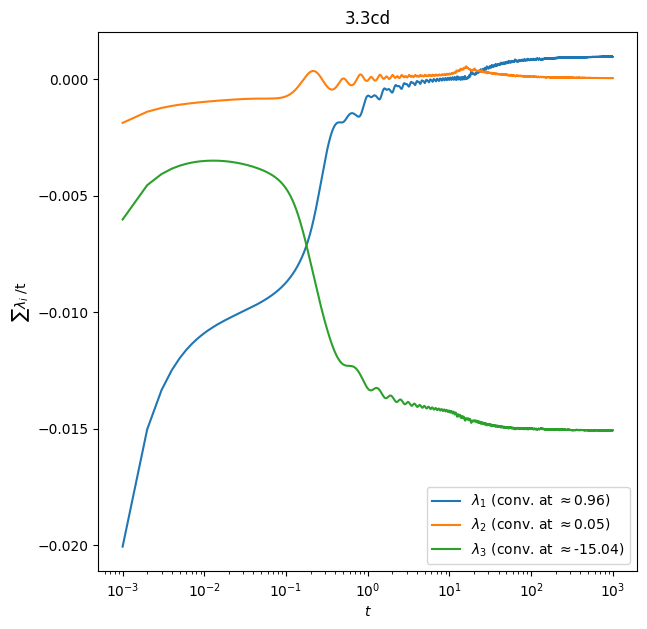 3.3cd
0.000
−0.005
−0.010
−0.015
−0.020
∑λᵢ /t
10⁻³ 10⁻² 10⁻¹ 10⁰ 10¹ 10² 10³
t
λ₁ (conv. at ≈0.96)
λ₂ (conv. at ≈0.05)
λ₃ (conv. at ≈-15.04)